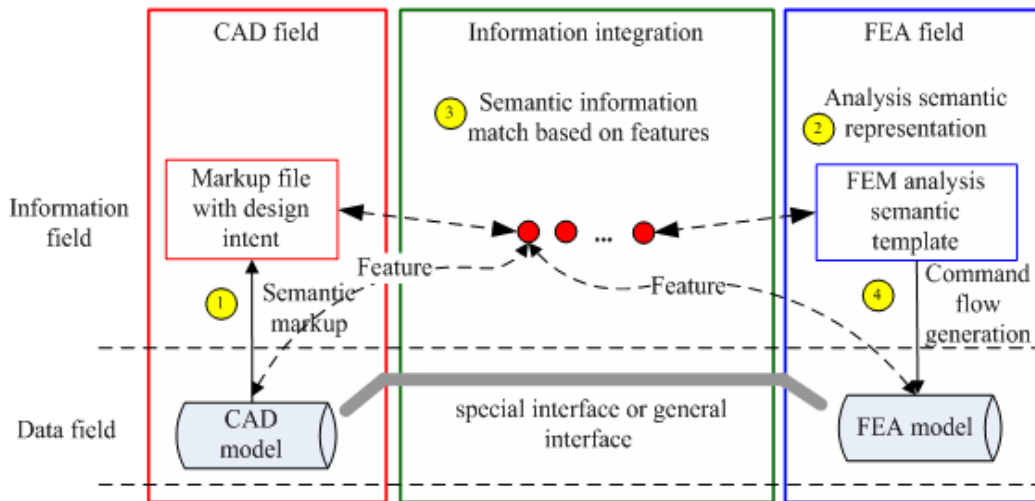 CAD field
Information integration
FEA field
3
Semantic information
match based on features
Analysis semantic
2
representation
Information
field
Markup file
with design
intent
...
FEM analysis
semantic
template
Feature
Feature
1
Semantic
markup
4
Command
flow
generation
Data field
CAD
model
special interface or general
interface
FEA model